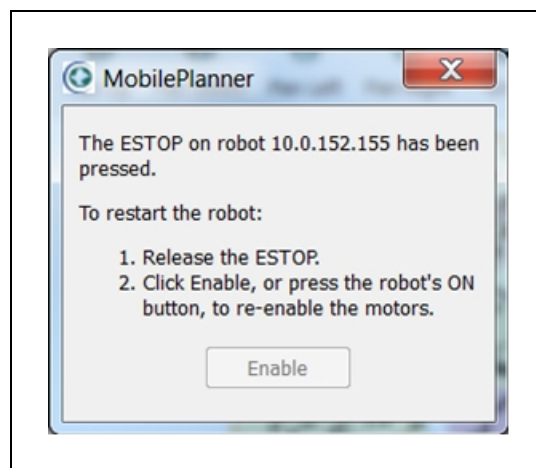 MobilePlanner
The ESTOP on robot 10.0.152.155 has been
pressed.
To restart the robot:
1. Release the ESTOP.
2. Click Enable, or press the robot's ON
button, to re-enable the motors.
Enable